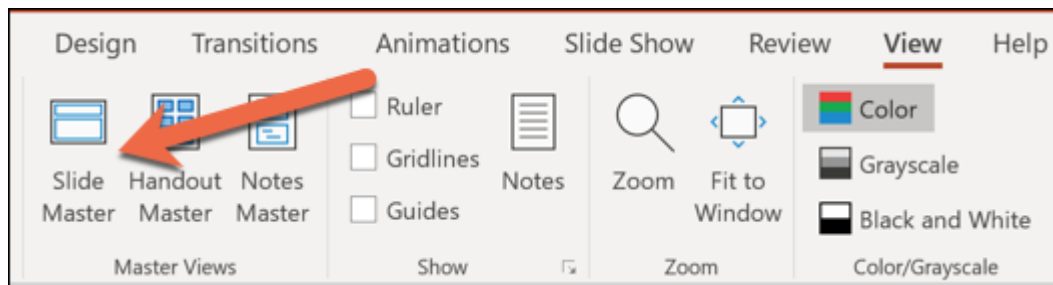 Design Transitions Animations Slide Show Review View Help
Slide Master
Handout Master
Notes Master
Master Views
Ruler
Gridlines
Guides
Notes
Show
Zoom
Fit to Window
Zoom
Color
Grayscale
Black and White
Color/Grayscale